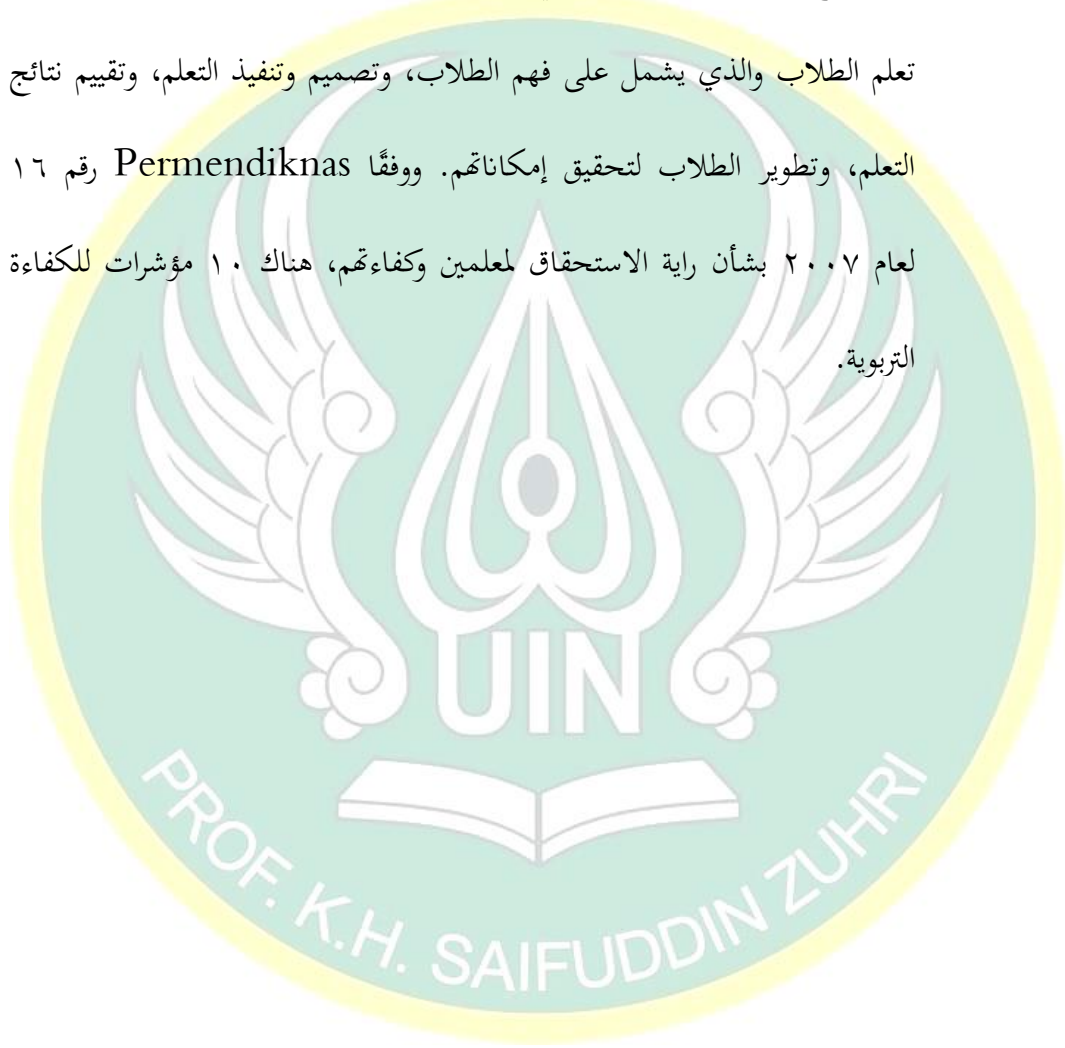 تعلم الطلاب والذي يشمل على فهم الطلاب، وتصميم وتنفيذ التعلم، وتقييم نتائج
التعلم، وتطوير الطلاب لتحقيق إمكاناتهم. ووفقًا Permendiknas رقم ١٦
لعام ٢٠٠٧ بشأن راية الاستحقاق لمعلمين وكفاءتهم، هناك ١٠ مؤشرات للكفاءة
التربوية.
UIN
PROF. K.H. SAIFUDDIN ZUHRI